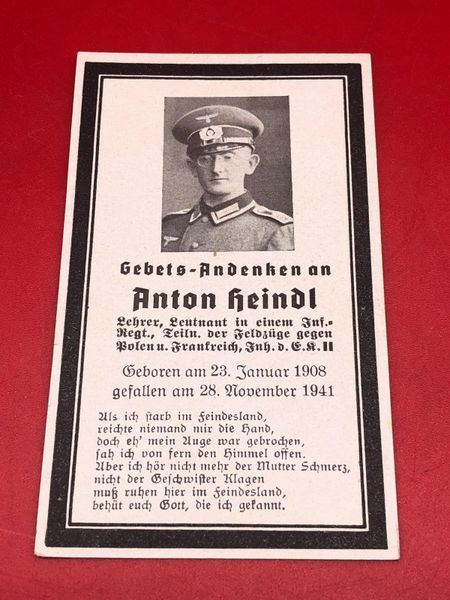 Gebets-Andenken an
Anton Heindl
Lehrer, Leutnant in einem Inf.-
Regt., Teiln. der Feldzüge gegen
Polen u. Frankreich, Inh. d. E.K. II
Geboren am 23. Januar 1908
gefallen am 28. November 1941
Als ich starb im Feindesland,
reichte niemand mir die Hand,
doch eh' mein Auge war gebrochen,
sah ich von fern den Himmel offen.
Aber ich hör nicht mehr der Mutter Schmerz,
nicht der Geschwister Klagen
muß ruhen hier im Feindesland,
behüt euch Gott, die ich gekannt.